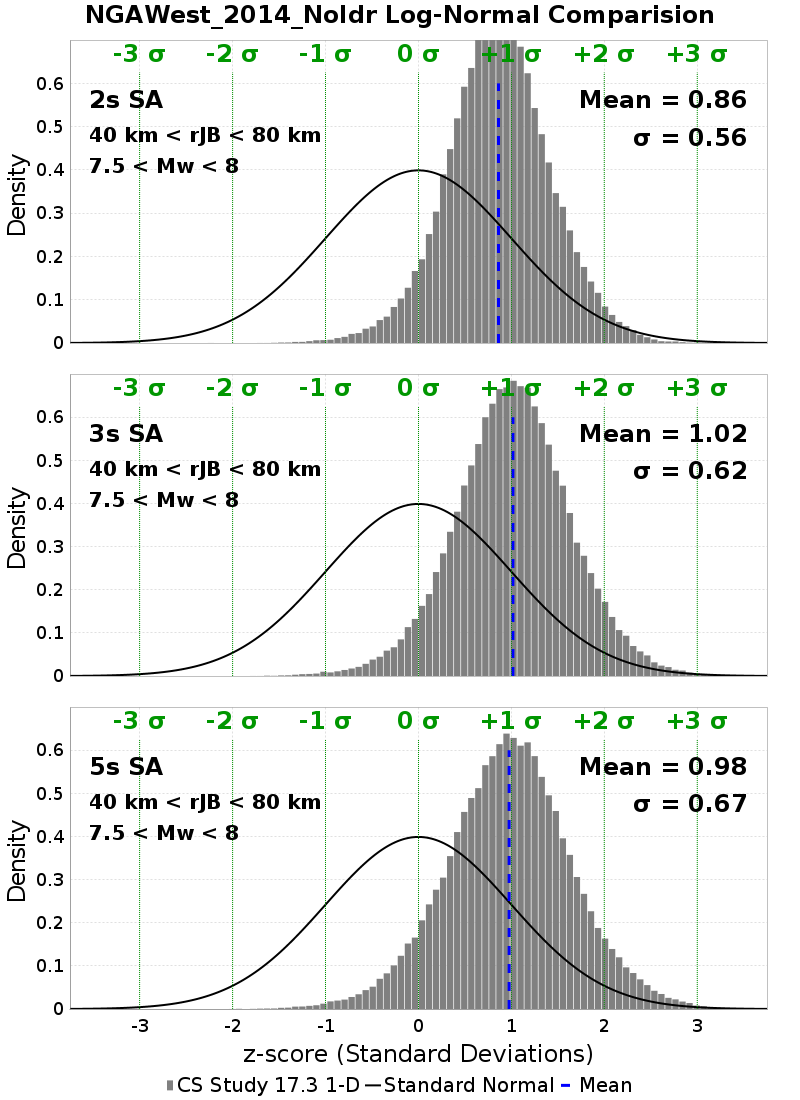 NGAWest_2014_NoIdr Log-Normal Comparision
-3 σ -2 σ -1 σ 0 σ +1 σ +2 σ +3 σ
2s SA
Mean = 0.86
40 km < rJB < 80 km
σ = 0.56
7.5 < Mw < 8
Density
0.6
0.5
0.4
0.3
0.2
0.1
0
-3 σ -2 σ -1 σ 0 σ +1 σ +2 σ +3 σ
3s SA
Mean = 1.02
40 km < rJB < 80 km
σ = 0.62
7.5 < Mw < 8
Density
0.6
0.5
0.4
0.3
0.2
0.1
0
-3 σ -2 σ -1 σ 0 σ +1 σ +2 σ +3 σ
5s SA
Mean = 0.98
40 km < rJB < 80 km
σ = 0.67
7.5 < Mw < 8
Density
0.6
0.5
0.4
0.3
0.2
0.1
0
-3 -2 -1 0 1 2 3
z-score (Standard Deviations)
CS Study 17.3 1-D Standard Normal Mean